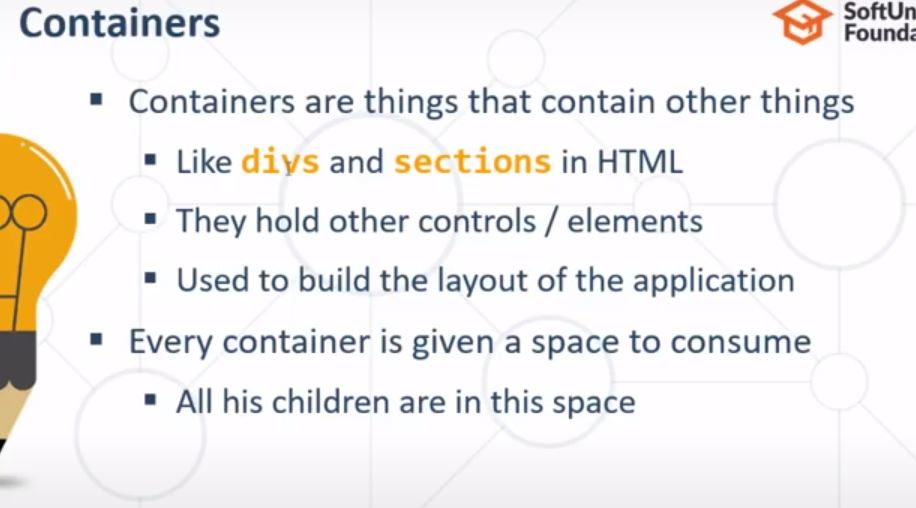 Containers
SoftUn
Founda
▪ Containers are things that contain other things
▪ Like divs and sections in HTML
▪ They hold other controls / elements
▪ Used to build the layout of the application
▪ Every container is given a space to consume
▪ All his children are in this space